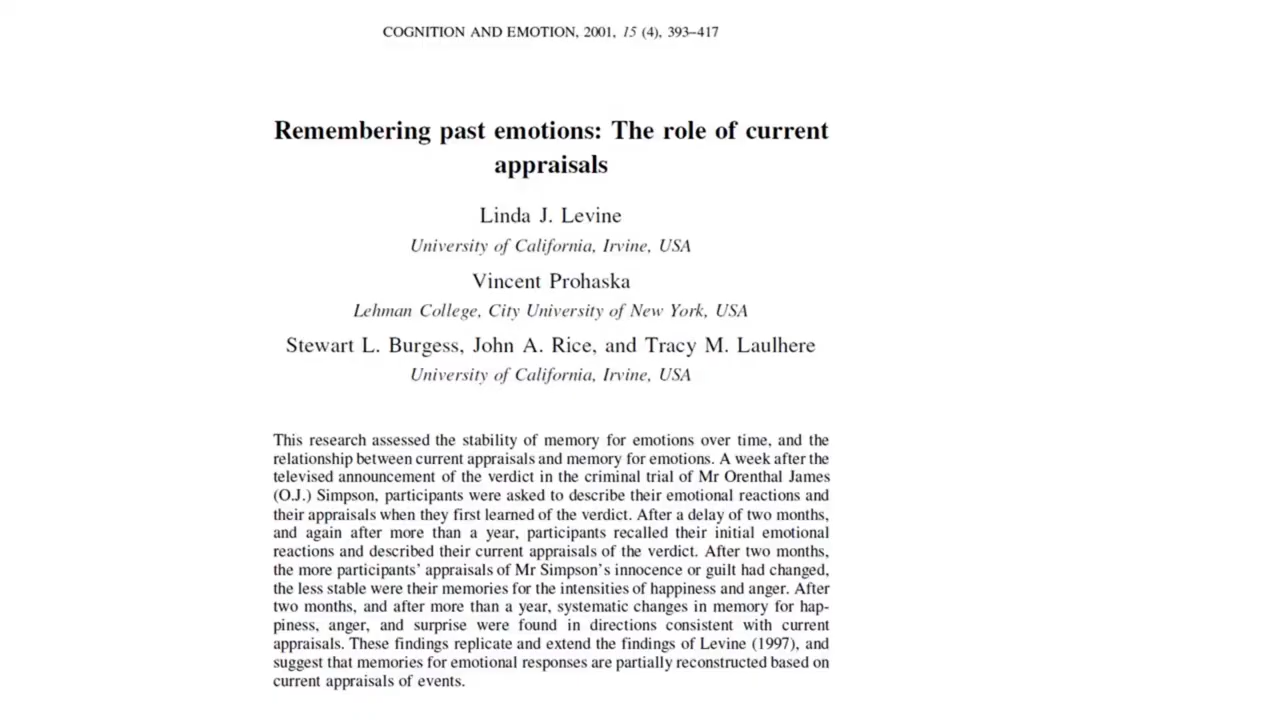 COGNITION AND EMOTION, 2001, 15 (4), 393–417
Remembering past emotions: The role of current
appraisals
Linda J. Levine
University of California, Irvine, USA
Vincent Prohaska
Lehman College, City University of New York, USA
Stewart L. Burgess, John A. Rice, and Tracy M. Laulhere
University of California, Irvine, USA
This research assessed the stability of memory for emotions over time, and the
relationship between current appraisals and memory for emotions. A week after the
televised announcement of the verdict in the criminal trial of Mr Orenthal James
(O.J.) Simpson, participants were asked to describe their emotional reactions and
their appraisals when they first learned of the verdict. After a delay of two months,
and again after more than a year, participants recalled their initial emotional
reactions and described their current appraisals of the verdict. After two months,
the more participants' appraisals of Mr Simpson's innocence or guilt had changed,
the less stable were their memories for the intensities of happiness and anger. After
two months, and after more than a year, systematic changes in memory for hap-
piness, anger, and surprise were found in directions consistent with current
appraisals. These findings replicate and extend the findings of Levine (1997), and
suggest that memories for emotional responses are partially reconstructed based on
current appraisals of events.